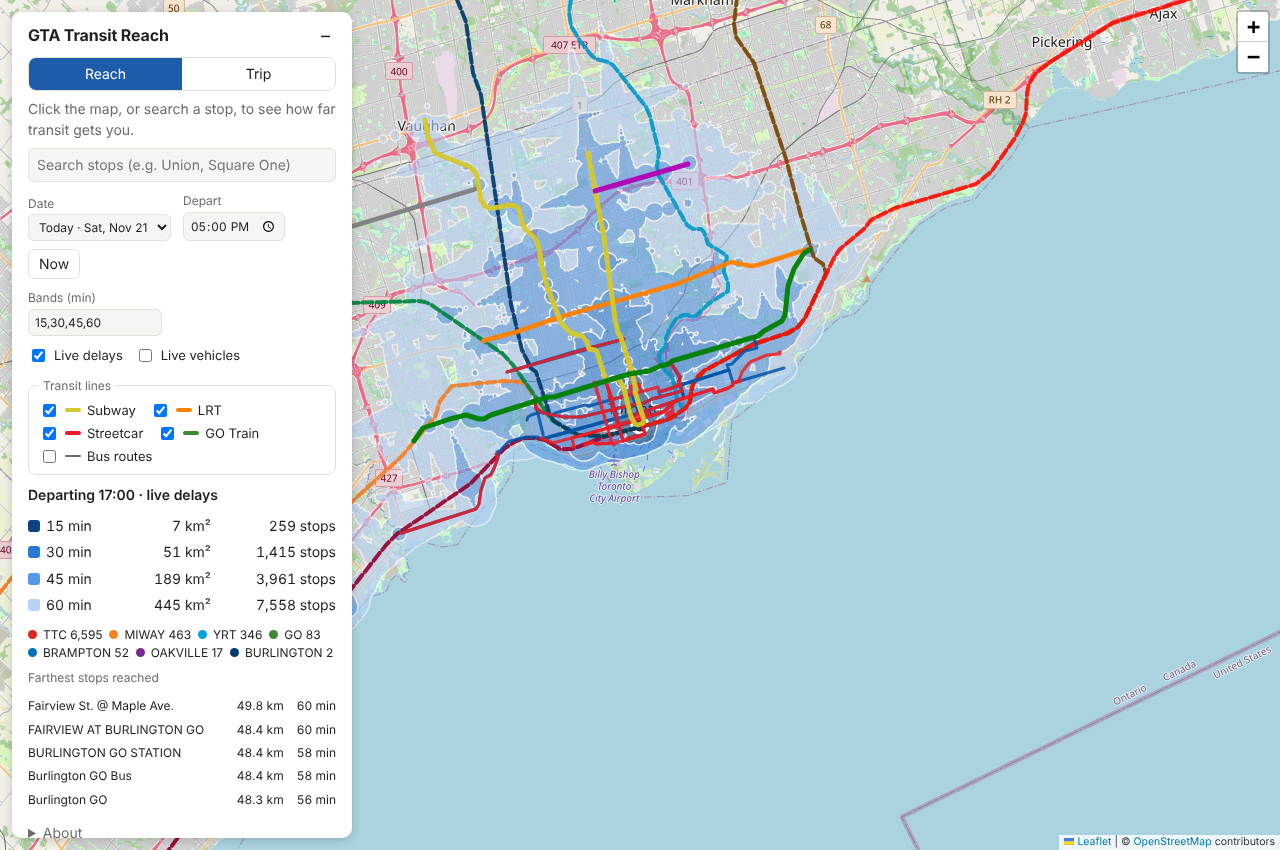 GTA Transit Reach
−
Reach
Trip
Click the map, or search a stop, to see how far
transit gets you.
Search stops (e.g. Union, Square One)
Date
Depart
Today · Sat, Nov 21
05:00 PM
Now
Bands (min)
15,30,45,60
Live delays
Live vehicles
Transit lines
Subway
LRT
Streetcar
GO Train
Bus routes
Departing 17:00 · live delays
15 min 7 km² 259 stops
30 min 51 km² 1,415 stops
45 min 189 km² 3,961 stops
60 min 445 km² 7,558 stops
TTC 6,595 MIWAY 463 YRT 346 GO 83
BRAMPTON 52 OAKVILLE 17 BURLINGTON 2
Farthest stops reached
Fairview St. @ Maple Ave. 49.8 km 60 min
FAIRVIEW AT BURLINGTON GO 48.4 km 60 min
BURLINGTON GO STATION 48.4 km 58 min
Burlington GO Bus 48.4 km 58 min
Burlington GO 48.3 km 56 min
About
50
Markham
68
Ajax
Pickering
407 ETR
400
RH 2
1
Vaughan
401
409
427
Billy Bishop
Toronto
City Airport
Ontario
Canada
United States
+
−
Leaflet | © OpenStreetMap contributors